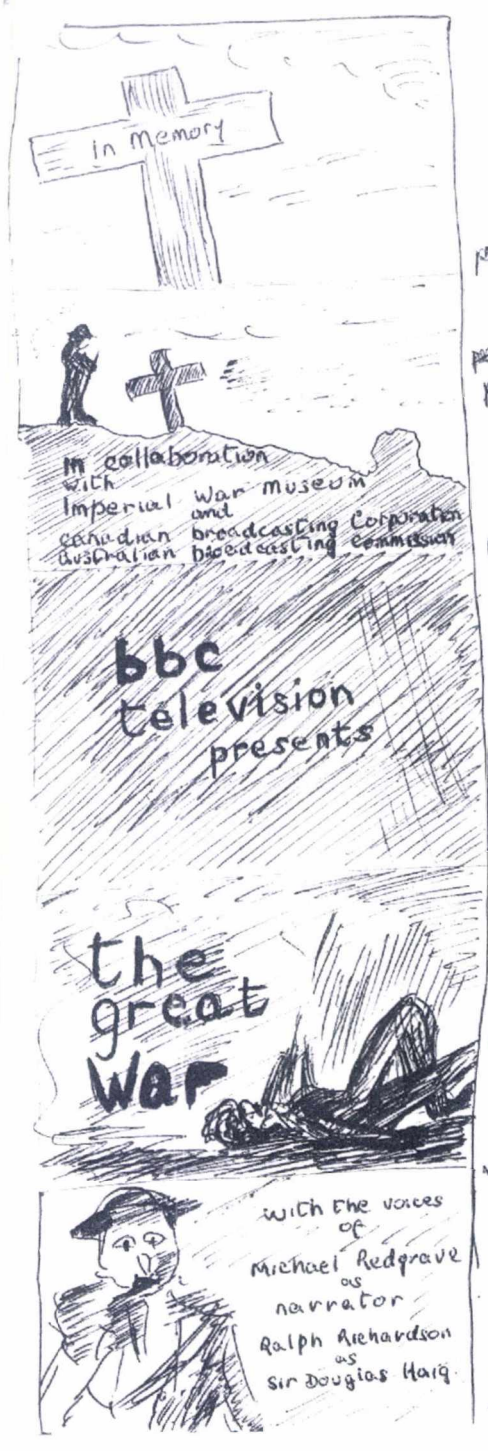 in Memory
in collaboration
with
Imperial War Museum
and
canadian broadcasting Corporation
australian broadcasting commission
bbc
television
presents
the
great
War
with the voices
of
Michael Redgrave
as
narrator
Ralph Richardson
as
sir Douglas Haig.